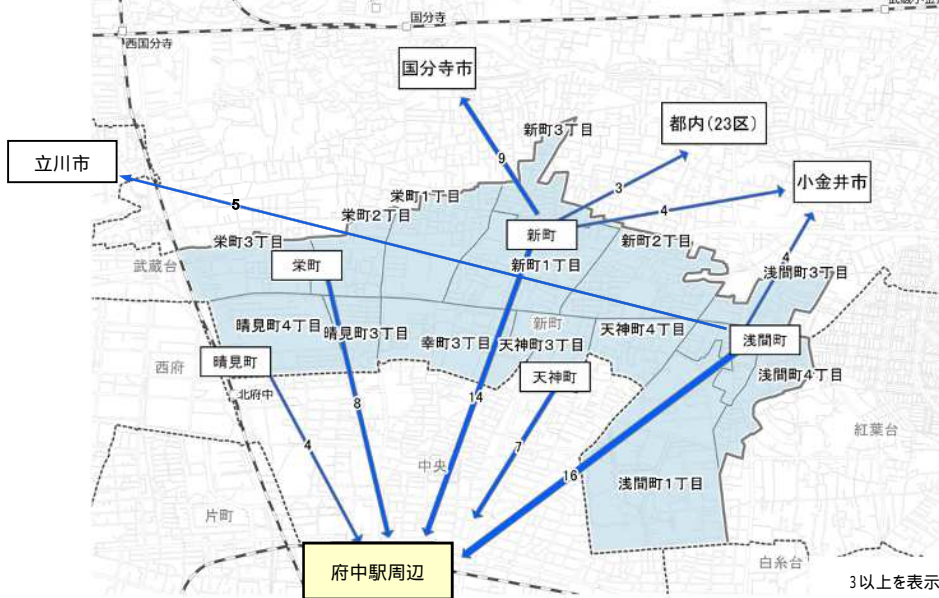 国分寺
西国分寺
国分寺市
新町3丁目
都内(23区)
立川市
9
3
小金井市
栄町1丁目
5
栄町2丁目
4
新町
栄町3丁目
新町2丁目
武蔵台
栄町
新町1丁目
4
浅間町3丁目
晴見町4丁目
晴見町3丁目
新町
天神町4丁目
幸町3丁目
天神町3丁目
浅間町
西府
晴見町
天神町
浅間町4丁目
北府中
8
14
紅葉台
4
7
中央
16
浅間町1丁目
片町
府中駅周辺
白糸台
3以上を表示